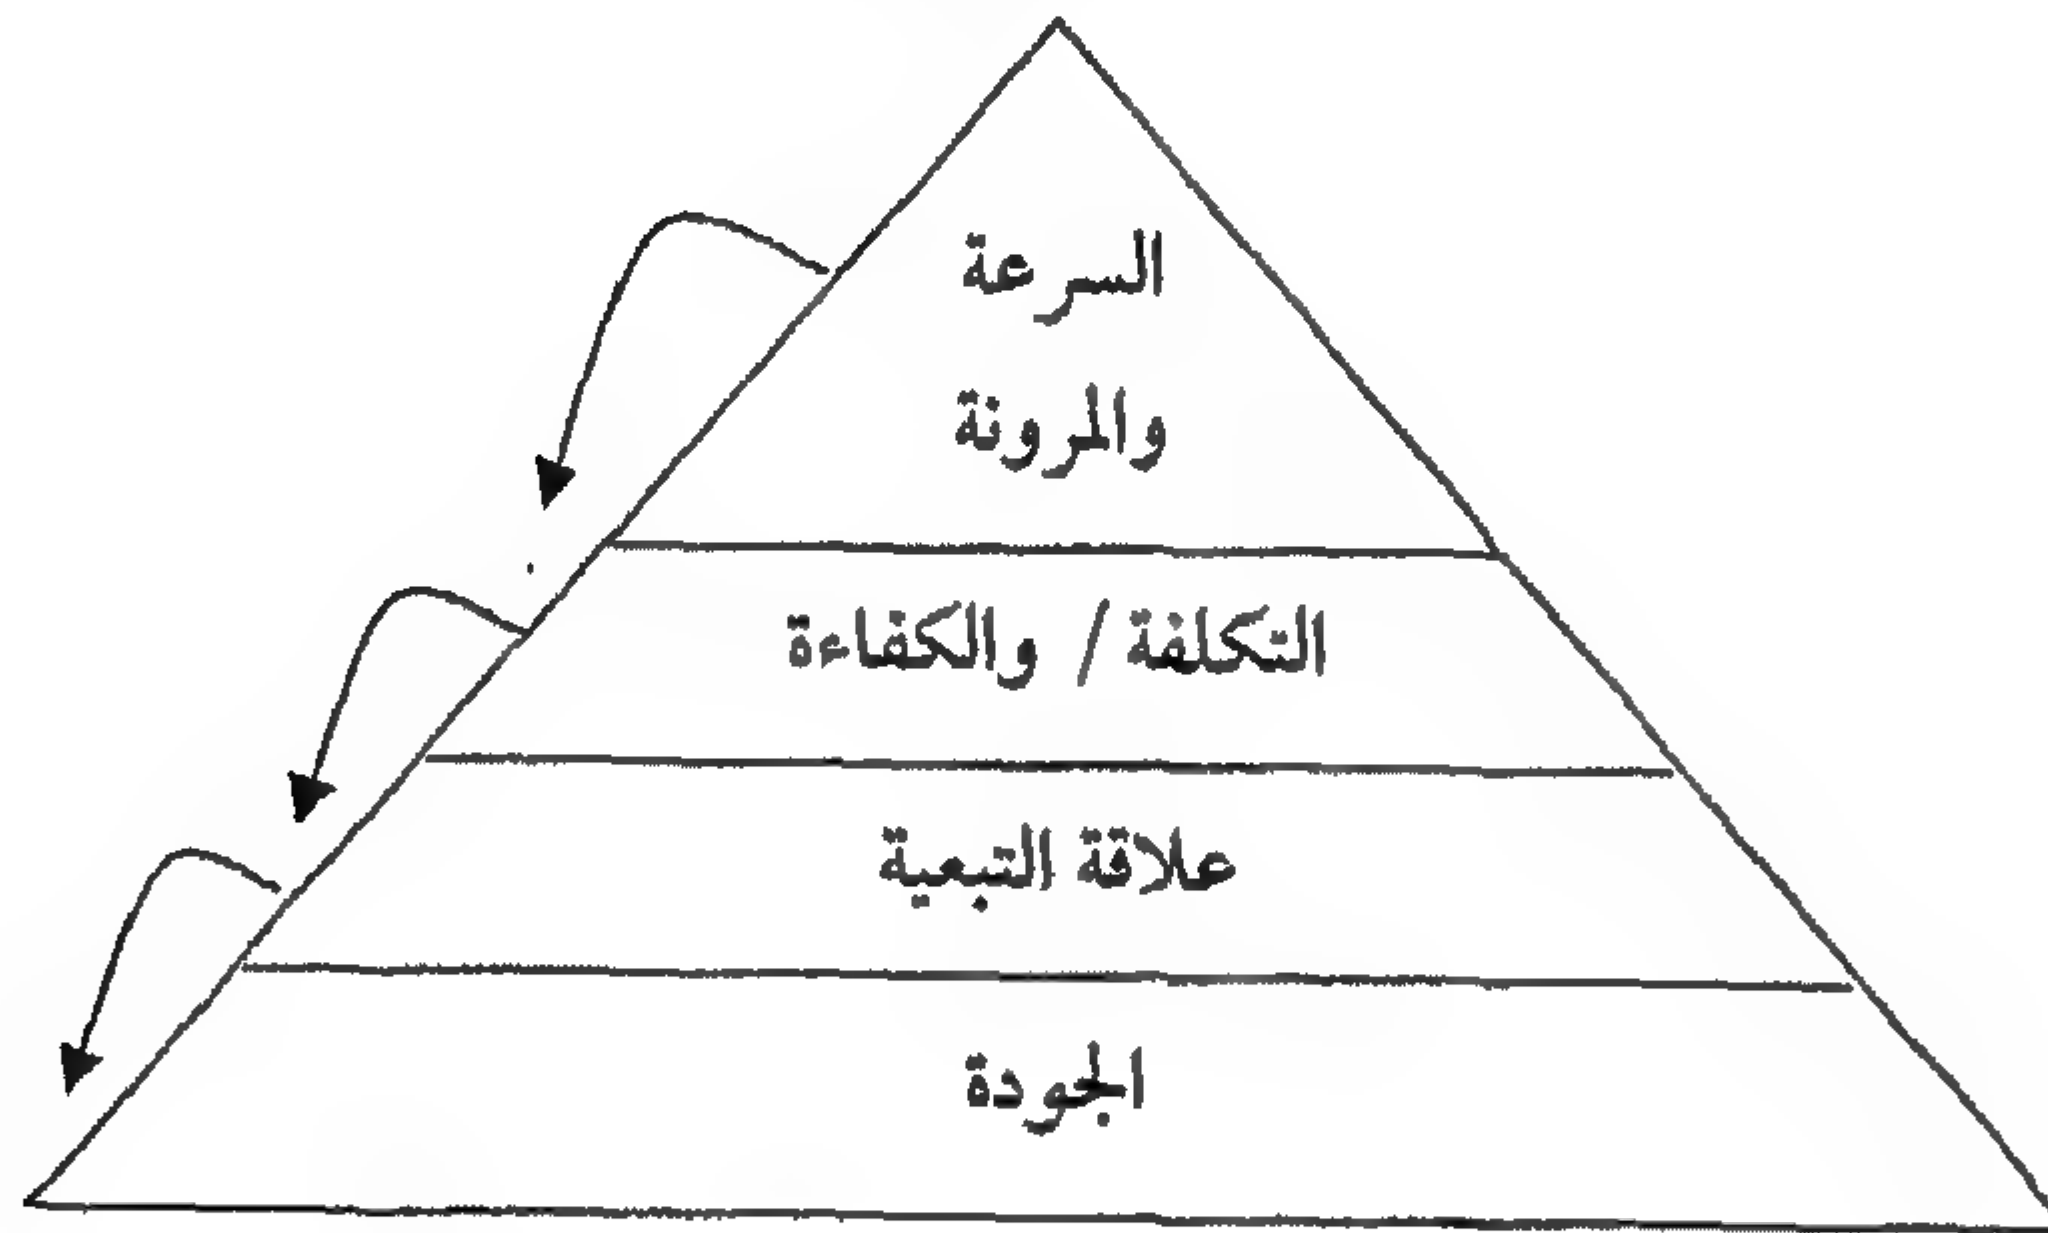 السرعة
والمرونة
التكلفة / والكفاءة
علاقة التبعية
الجودة